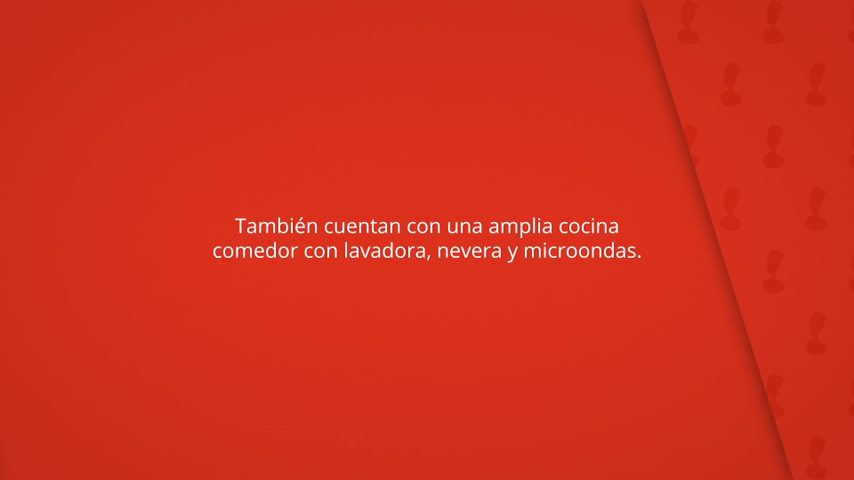 También cuentan con una amplia cocina
comedor con lavadora, nevera y microondas.